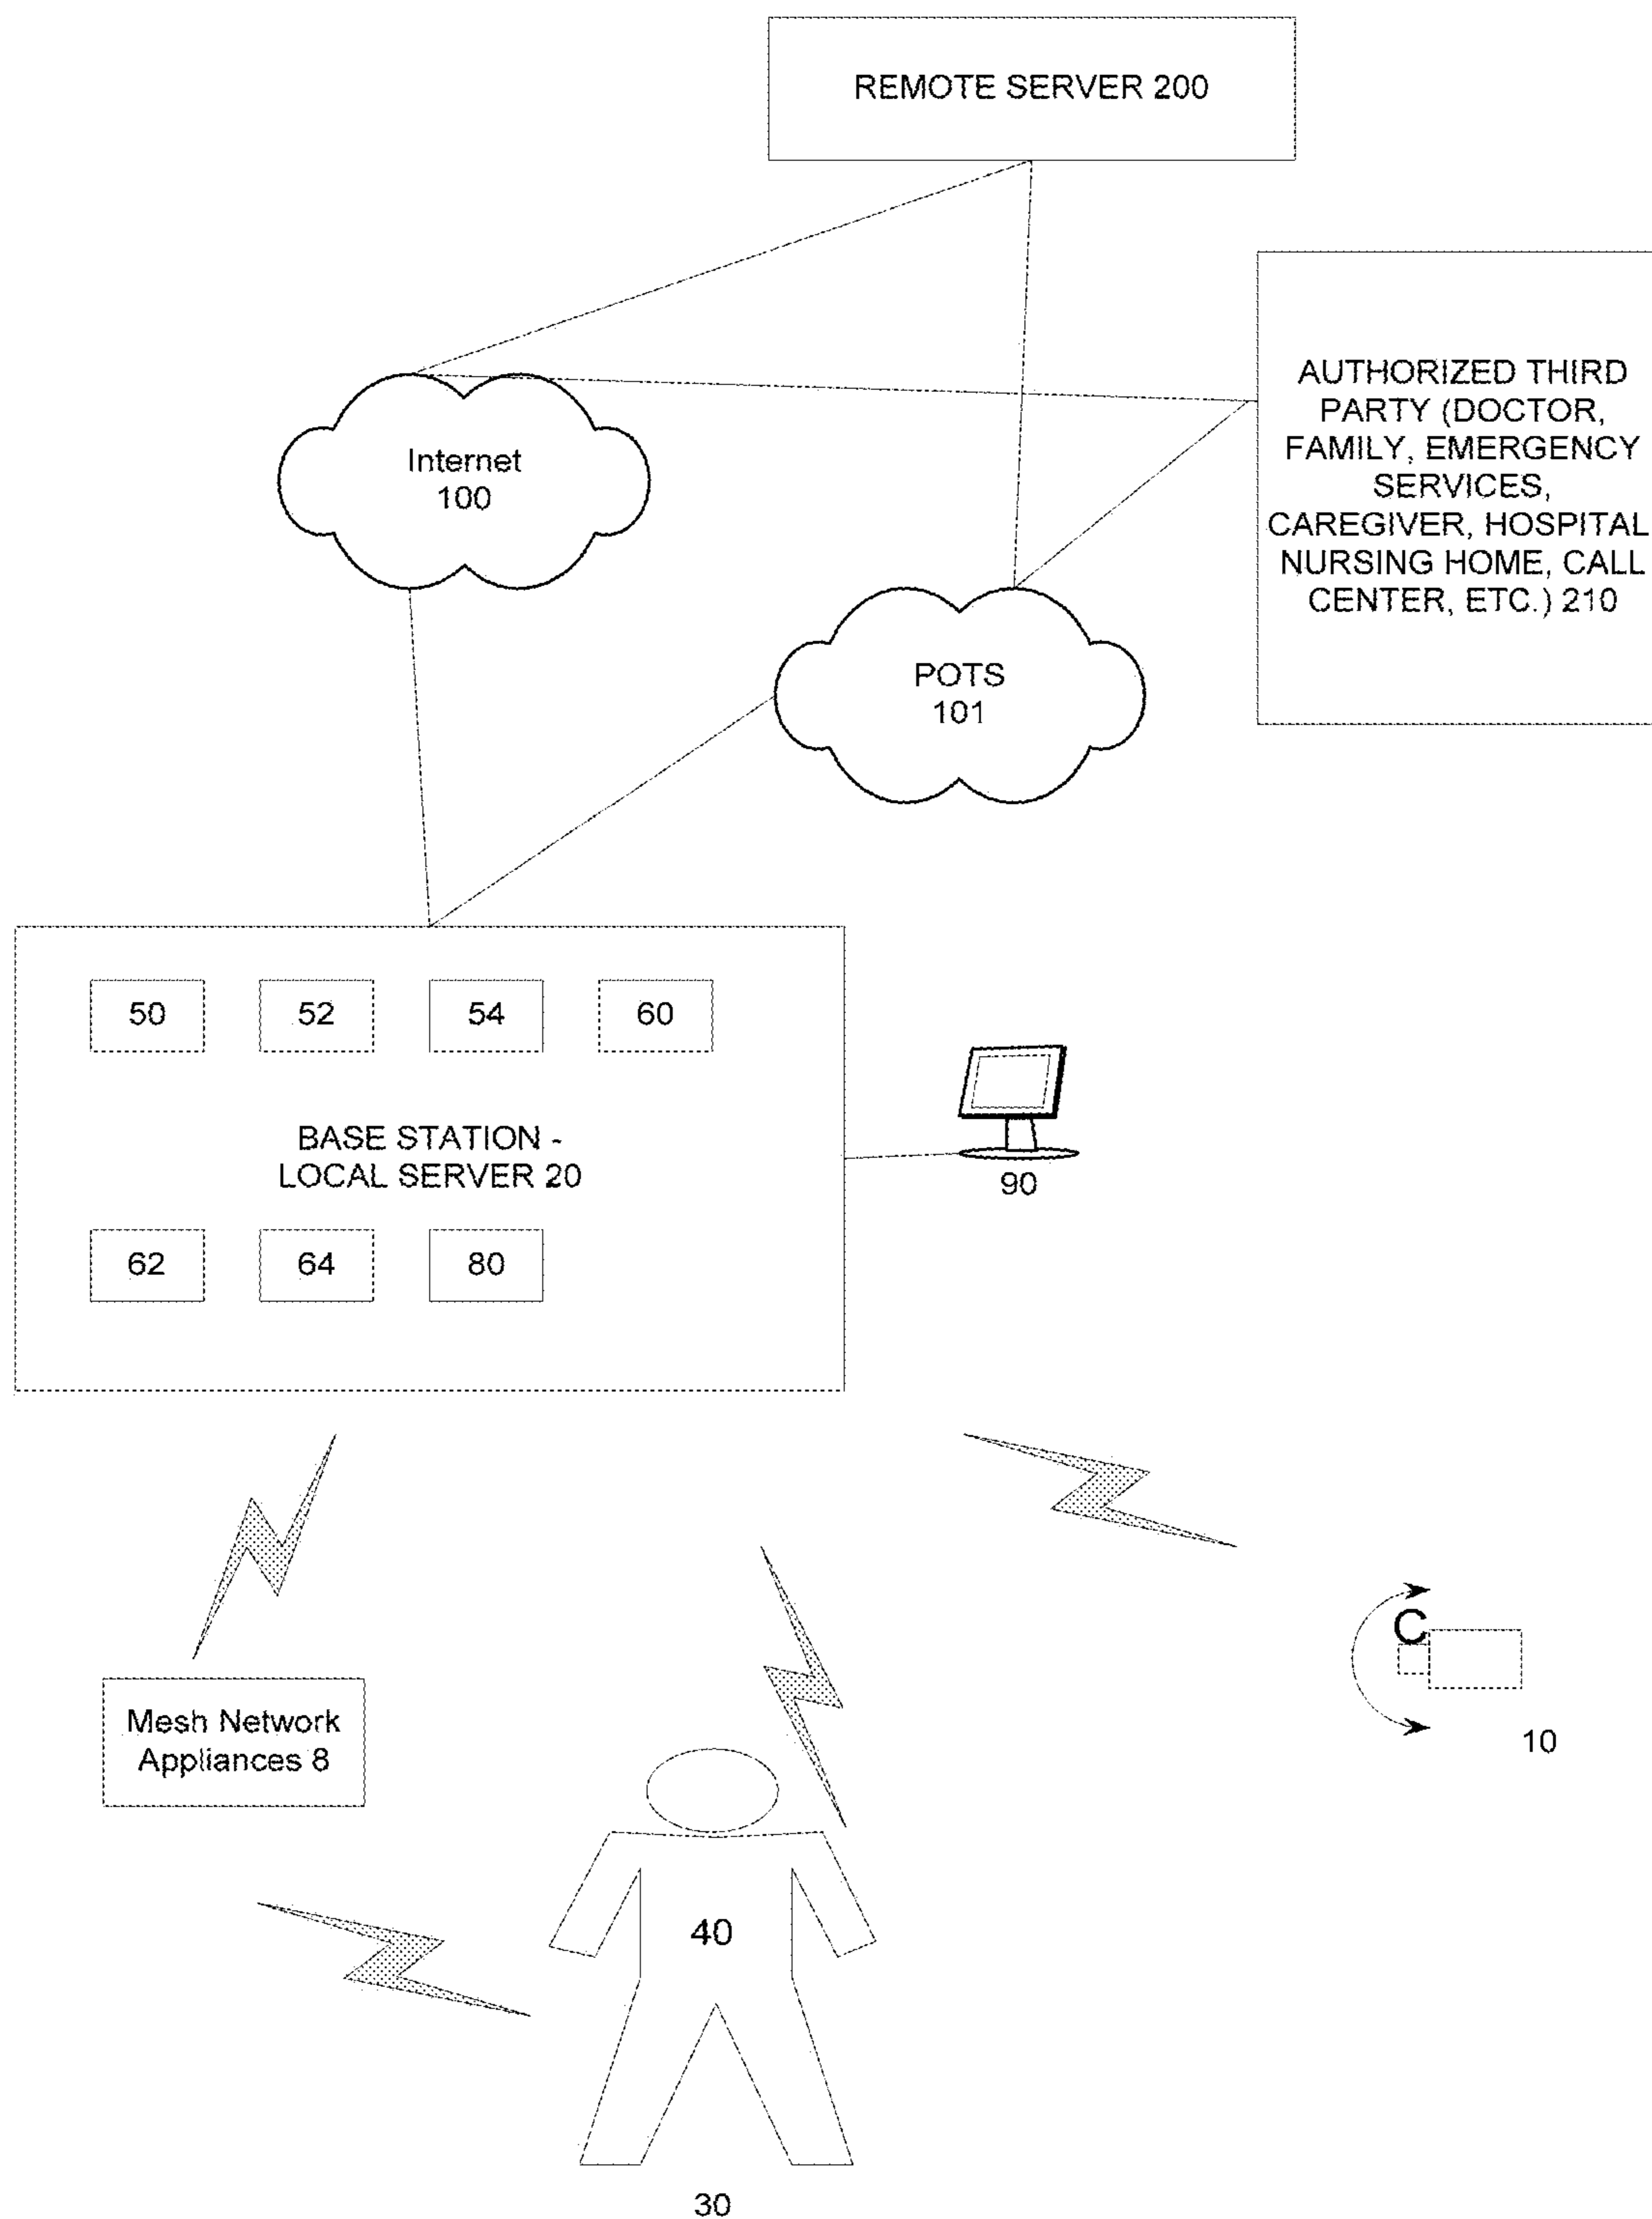 REMOTE SERVER 200
AUTHORIZED THIRD
PARTY (DOCTOR,
FAMILY, EMERGENCY
SERVICES,
CAREGIVER, HOSPITAL
NURSING HOME, CALL
CENTER, ETC.) 210
Internet
100
POTS
101
50
52
54
60
BASE STATION -
LOCAL SERVER 20
90
62
64
80
C
10
Mesh Network
Appliances 8
40
30